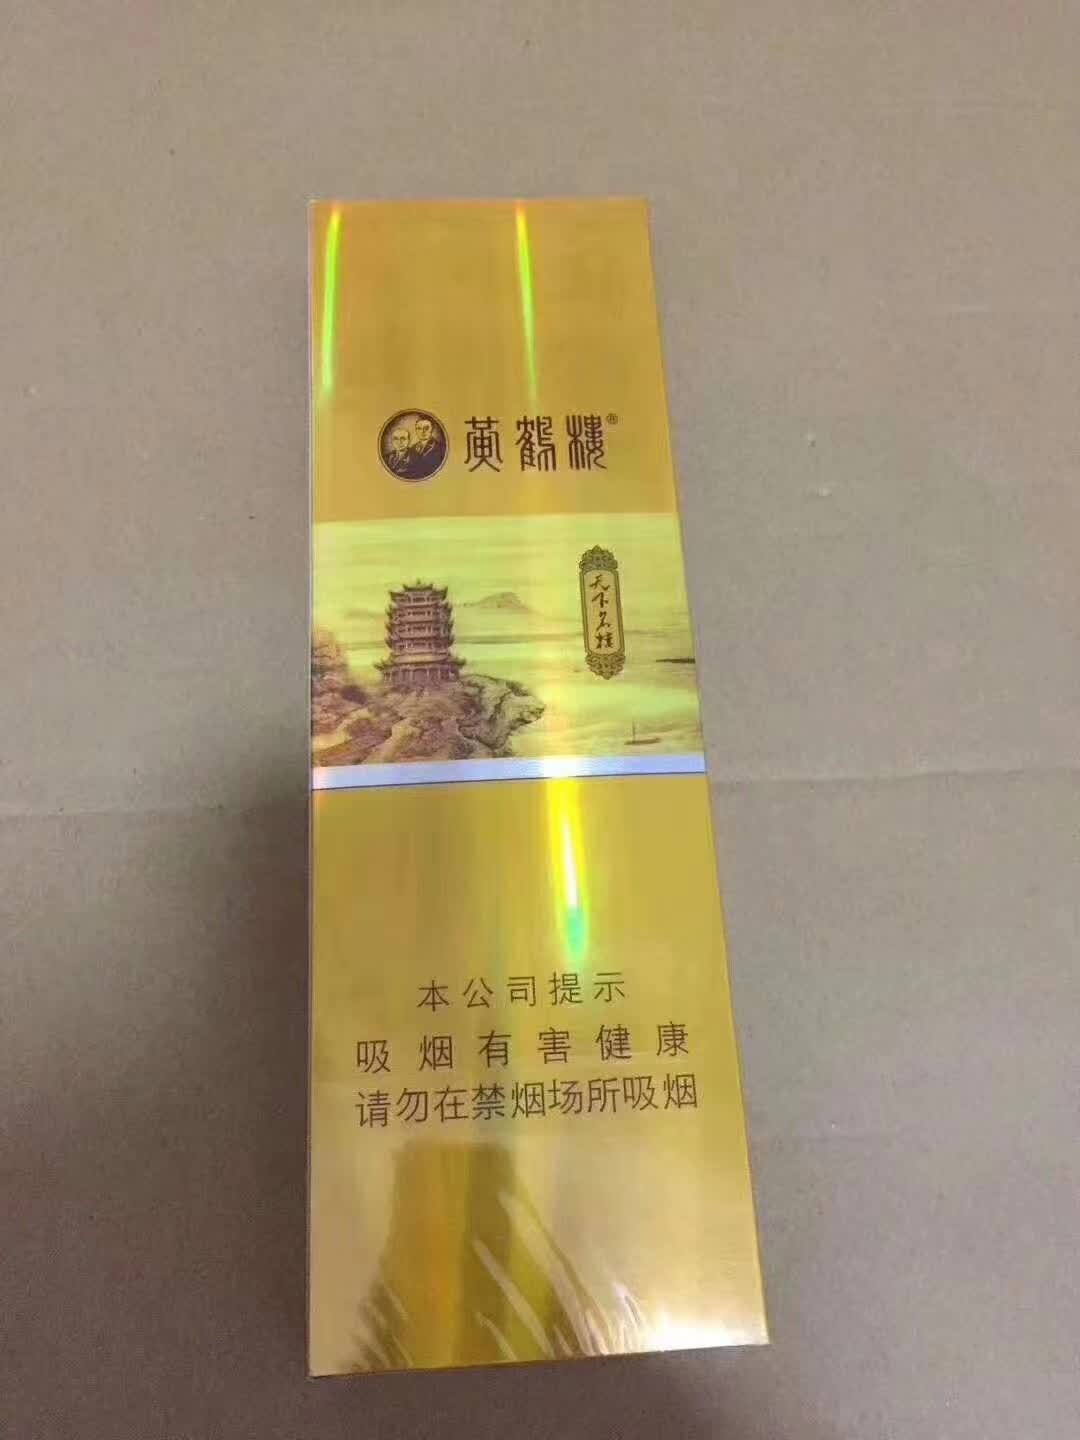 黄鹤楼®
天下名楼
本公司提示
吸烟有害健康
请勿在禁烟场所吸烟